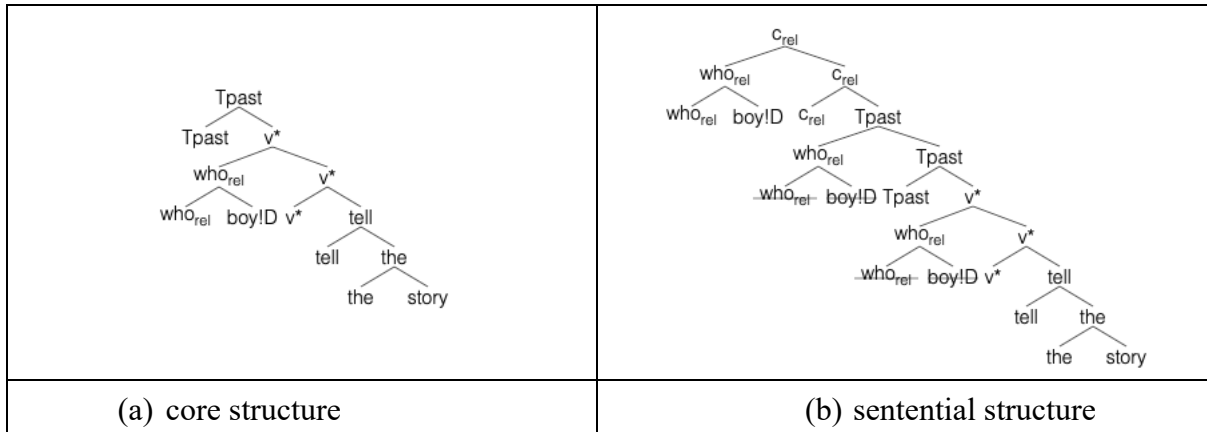 Tpast
Tpast v*
who_rel v*
who_rel boy!D v* tell
tell the
the story
(a) core structure
c_rel
who_rel c_rel
who_rel boy!D c_rel Tpast
who_rel Tpast
who_rel boy!D Tpast v*
who_rel v*
who_rel boy!D v* tell
tell the
the story
(b) sentential structure